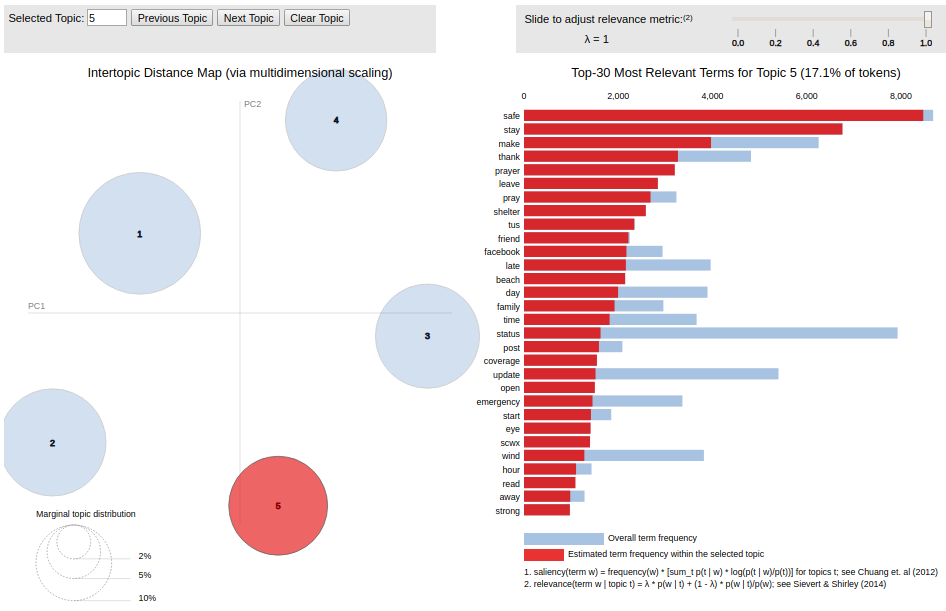 Selected Topic: 5 Previous Topic Next Topic Clear Topic
Slide to adjust relevance metric:(2)
λ = 1
0.0 0.2 0.4 0.6 0.8 1.0
Intertopic Distance Map (via multidimensional scaling)
PC2
PC1
4
1
3
2
5
Marginal topic distribution
2%
5%
10%
Top-30 Most Relevant Terms for Topic 5 (17.1% of tokens)
0 2,000 4,000 6,000 8,000
safe
stay
make
thank
prayer
leave
pray
shelter
tus
friend
facebook
late
beach
day
family
time
status
post
coverage
update
open
emergency
start
eye
scwx
wind
hour
read
away
strong
Overall term frequency
Estimated term frequency within the selected topic
1. saliency(term w) = frequency(w) * [sum_t p(t | w) * log(p(t | w)/p(t))] for topics t; see Chuang et. al (2012)
2. relevance(term w | topic t) = λ * p(w | t) + (1 - λ) * p(w | t)/p(w); see Sievert & Shirley (2014)